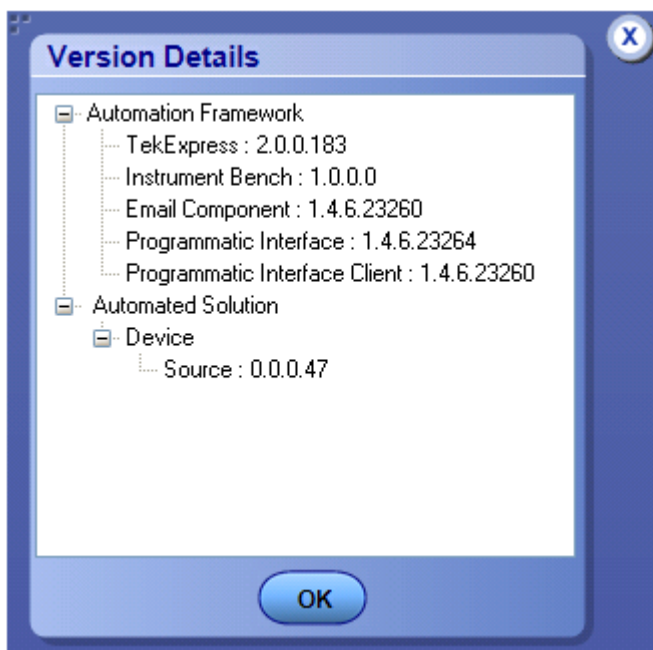 X
Version Details
Automation Framework
TekExpress : 2.0.0.183
Instrument Bench : 1.0.0.0
Email Component : 1.4.6.23260
Programmatic Interface : 1.4.6.23264
Programmatic Interface Client : 1.4.6.23260
Automated Solution
Device
Source : 0.0.0.47
OK